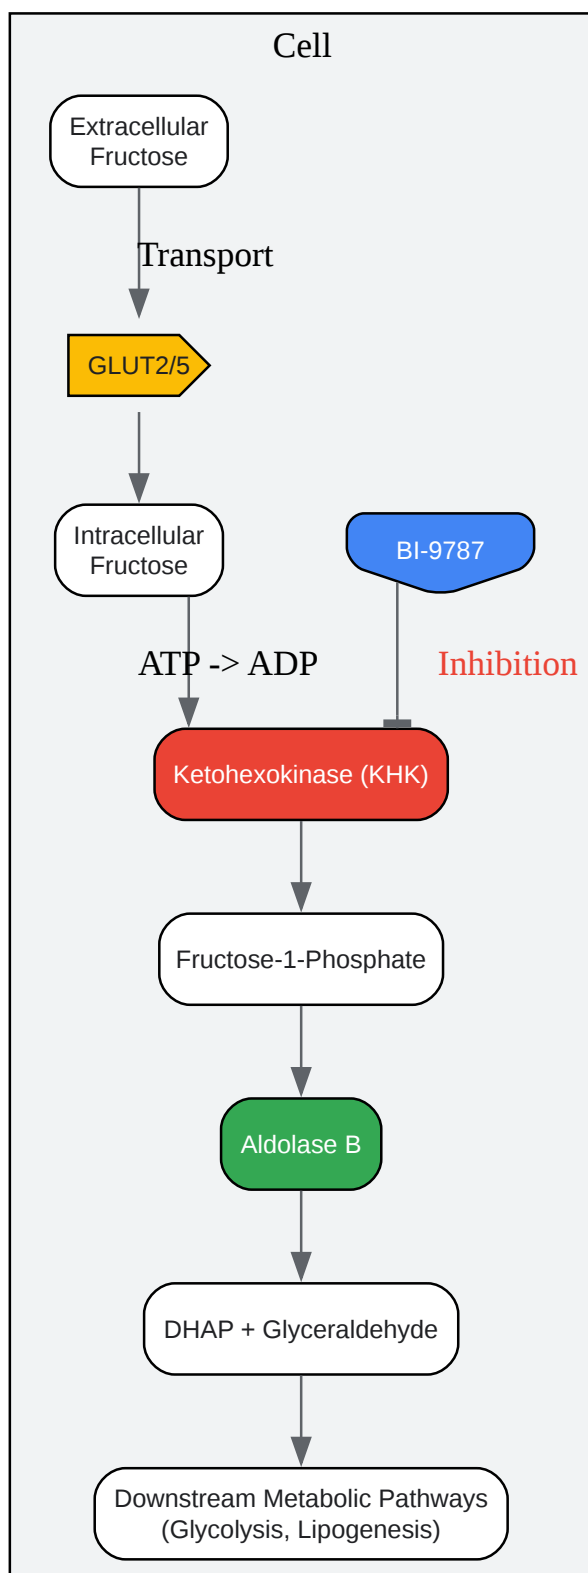 Cell
Extracellular
Fructose
Transport
GLUT2/5
Intracellular
Fructose
BI-9787
ATP -> ADP
Inhibition
Ketohexokinase (KHK)
Fructose-1-Phosphate
Aldolase B
DHAP + Glyceraldehyde
Downstream Metabolic Pathways
(Glycolysis, Lipogenesis)